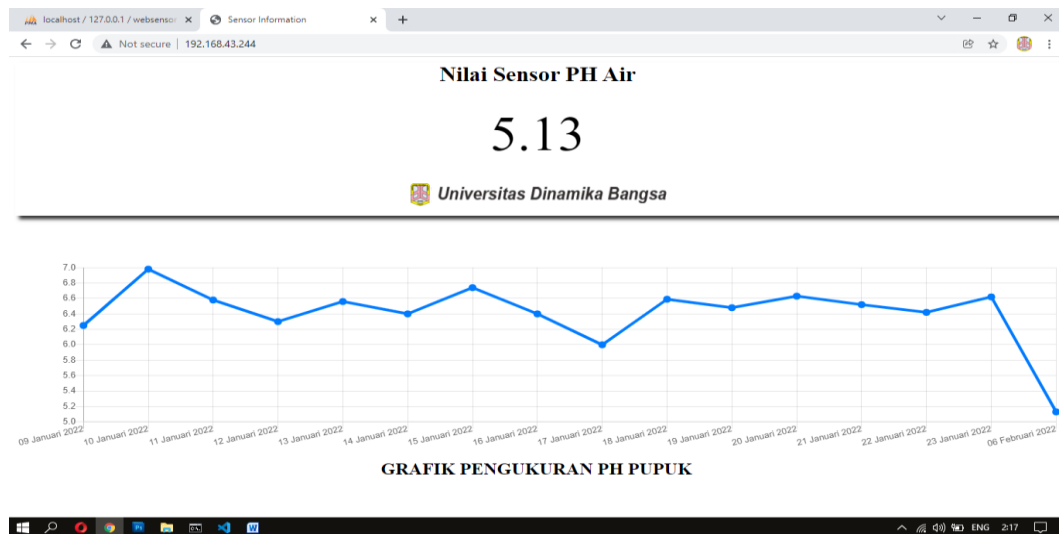 localhost / 127.0.0.1 / websensor
Sensor Information
Not secure | 192.168.43.244
Nilai Sensor PH Air
5.13
Universitas Dinamika Bangsa
7.0
6.8
6.6
6.4
6.2
6.0
5.8
5.6
5.4
5.2
5.0
09 Januari 2022
10 Januari 2022
11 Januari 2022
12 Januari 2022
13 Januari 2022
14 Januari 2022
15 Januari 2022
16 Januari 2022
17 Januari 2022
18 Januari 2022
19 Januari 2022
20 Januari 2022
21 Januari 2022
22 Januari 2022
23 Januari 2022
06 Februari 2022
GRAFIK PENGUKURAN PH PUPUK
ENG 2:17